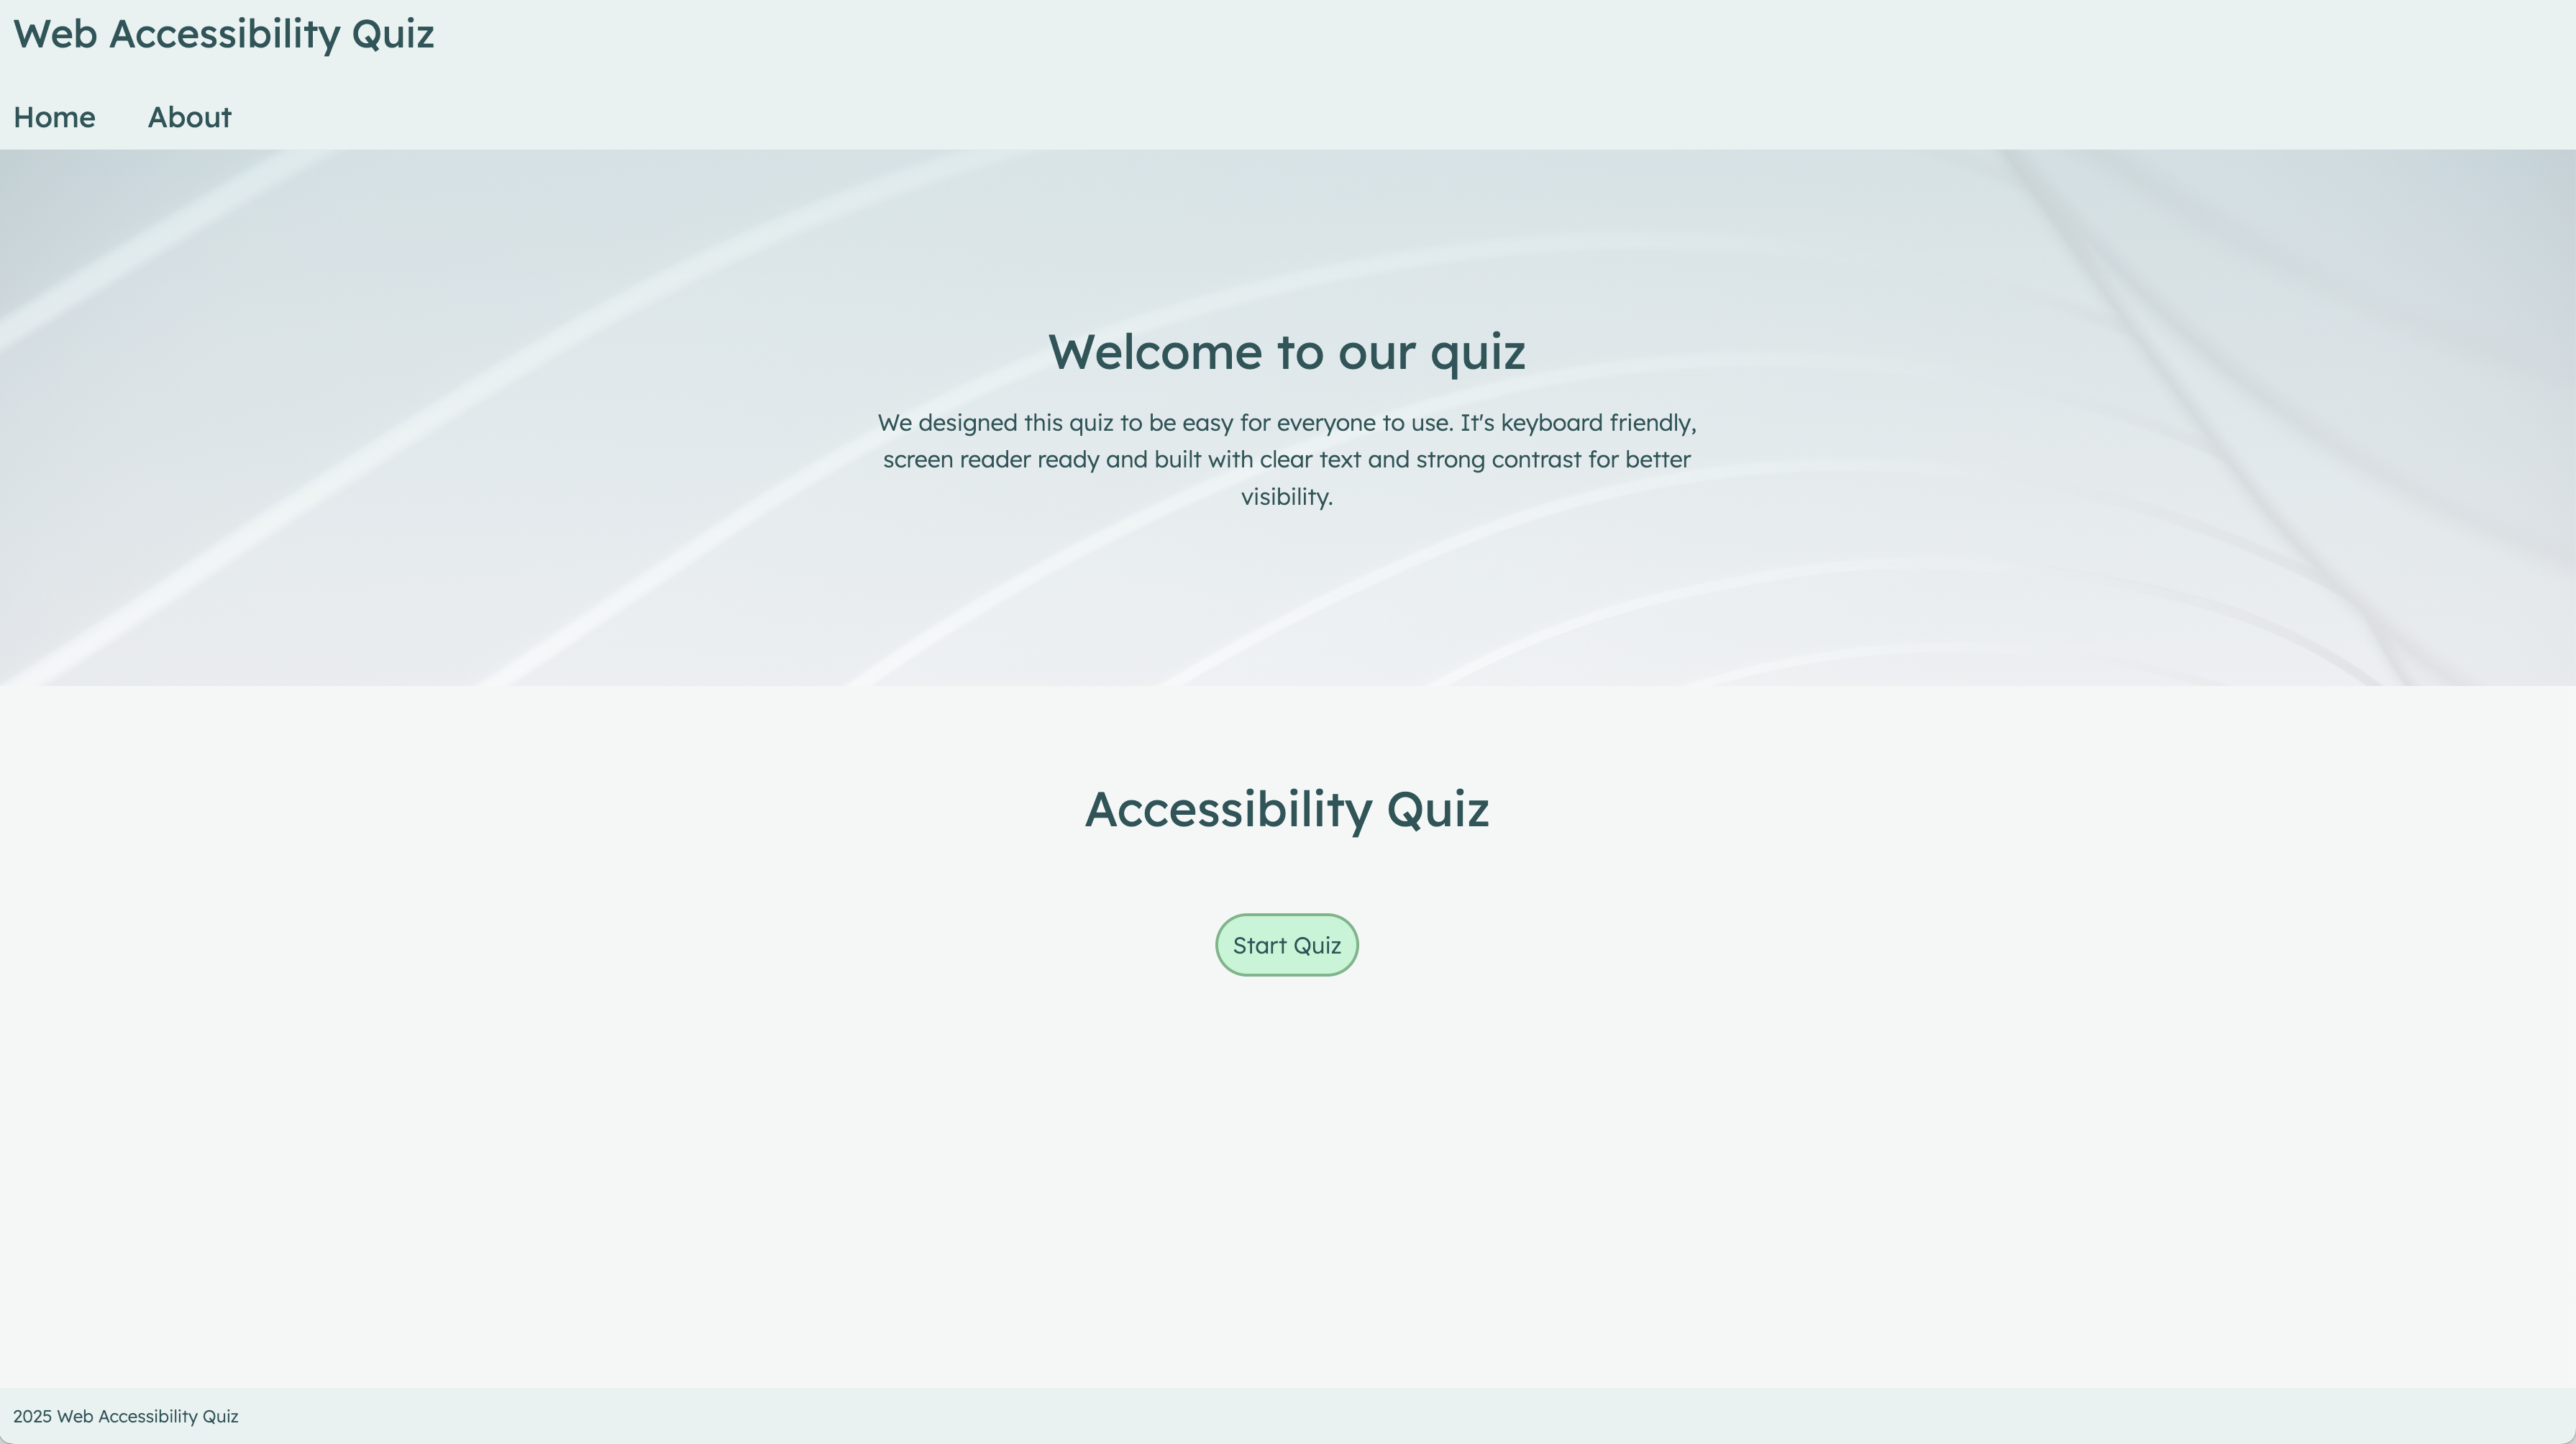 Web Accessibility Quiz
Home About
Welcome to our quiz
We designed this quiz to be easy for everyone to use. It's keyboard friendly,
screen reader ready and built with clear text and strong contrast for better
visibility.
Accessibility Quiz
Start Quiz
2025 Web Accessibility Quiz